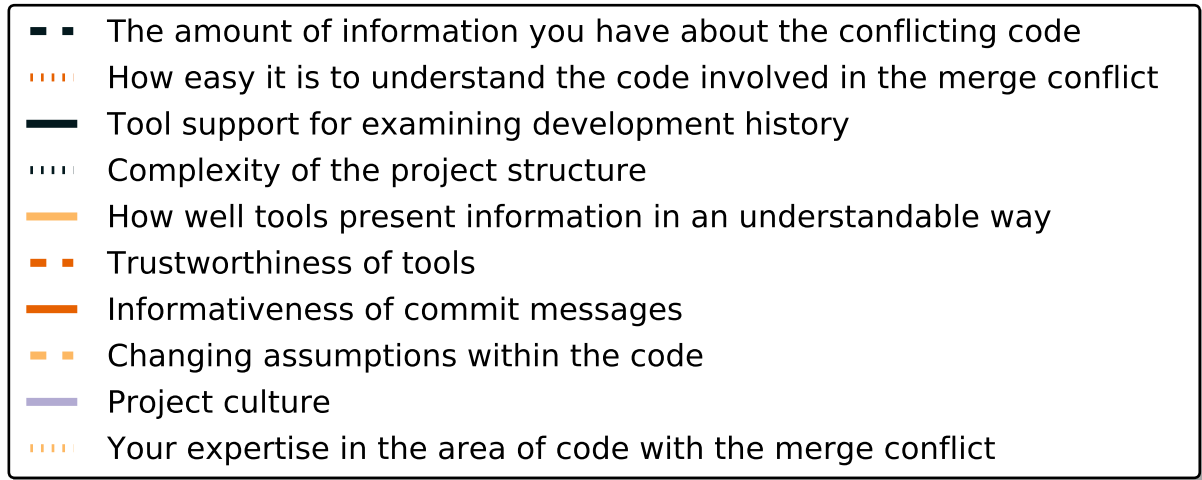 The amount of information you have about the conflicting code
How easy it is to understand the code involved in the merge conflict
Tool support for examining development history
Complexity of the project structure
How well tools present information in an understandable way
Trustworthiness of tools
Informativeness of commit messages
Changing assumptions within the code
Project culture
Your expertise in the area of code with the merge conflict